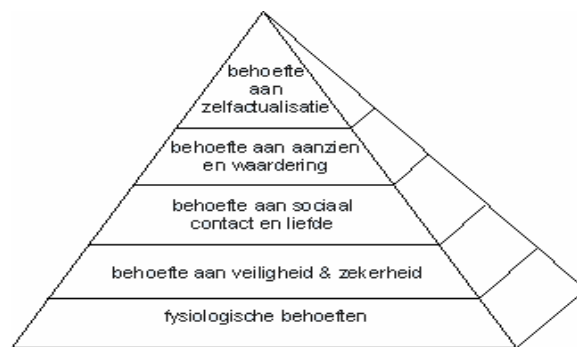 behoefte
aan
zelfactualisatie
behoefte aan aanzien
en waardering
behoefte aan sociaal
contact en liefde
behoefte aan veiligheid & zekerheid
fysiologische behoeften